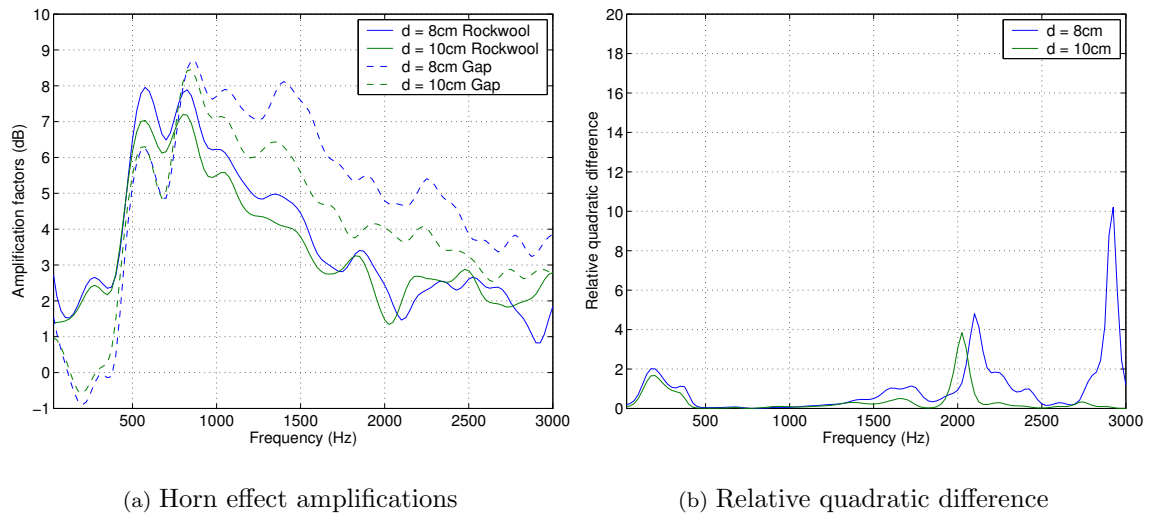 10
9
8
7
6
5
4
3
2
1
0
−1
Amplification factors (dB)
500
1000
1500
2000
2500
3000
Frequency (Hz)
d = 8cm Rockwool
d = 10cm Rockwool
d = 8cm Gap
d = 10cm Gap
(a) Horn effect amplifications
20
18
16
14
12
10
8
6
4
2
0
Relative quadratic difference
500
1000
1500
2000
2500
3000
Frequency (Hz)
d = 8cm
d = 10cm
(b) Relative quadratic difference